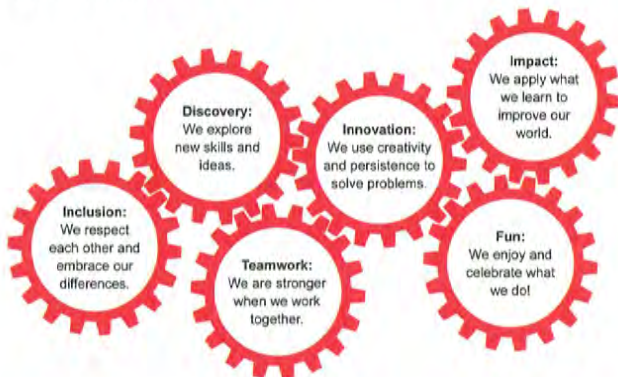 Impact:
We apply what
we learn to
improve our
world.
Discovery:
We explore
new skills and
ideas.
Innovation:
We use creativity
and persistence to
solve problems.
Inclusion:
We respect
each other and
embrace our
differences.
Teamwork:
We are stronger
when we work
together.
Fun:
We enjoy and
celebrate what
we do!